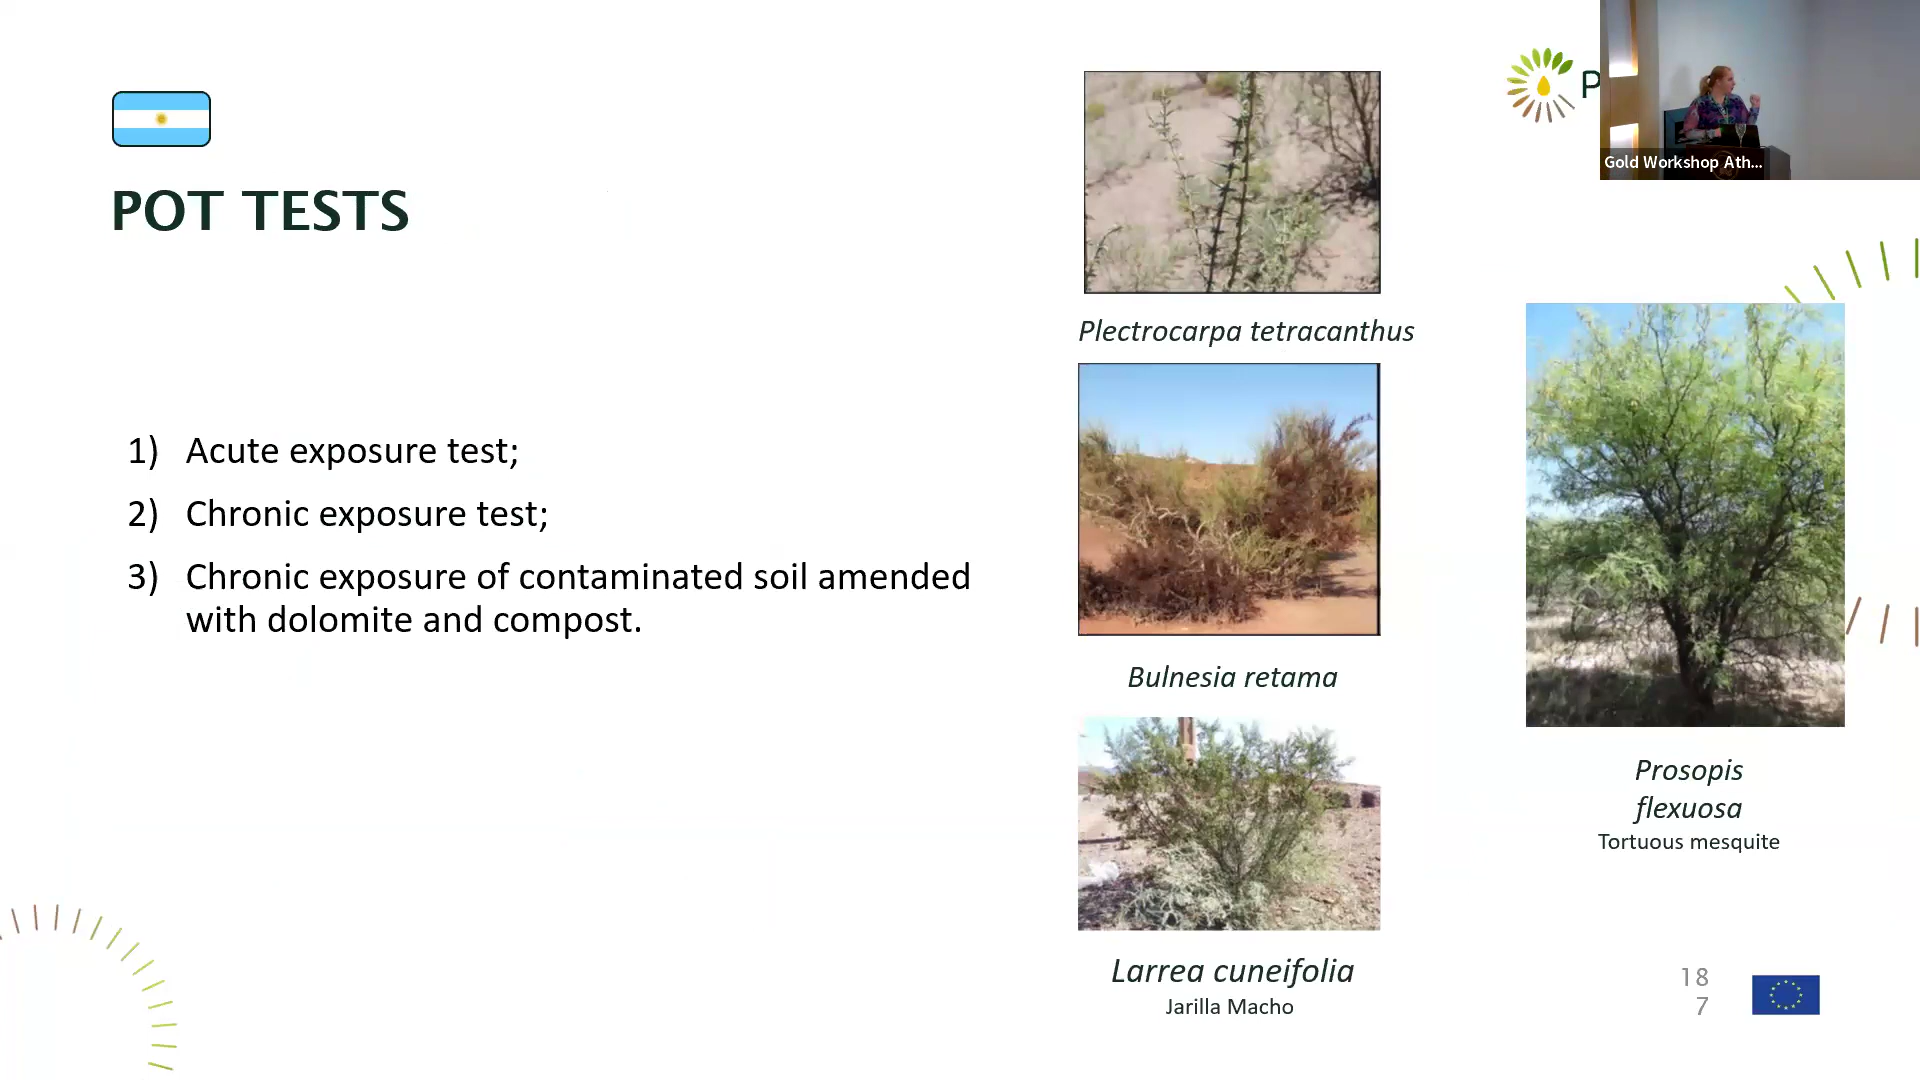 P
Gold Workshop Ath...
POT TESTS
1) Acute exposure test;
2) Chronic exposure test;
3) Chronic exposure of contaminated soil amended
with dolomite and compost.
Plectrocarpa tetracanthus
Bulnesia retama
Larrea cuneifolia
Jarilla Macho
Prosopis
flexuosa
Tortuous mesquite
18
7